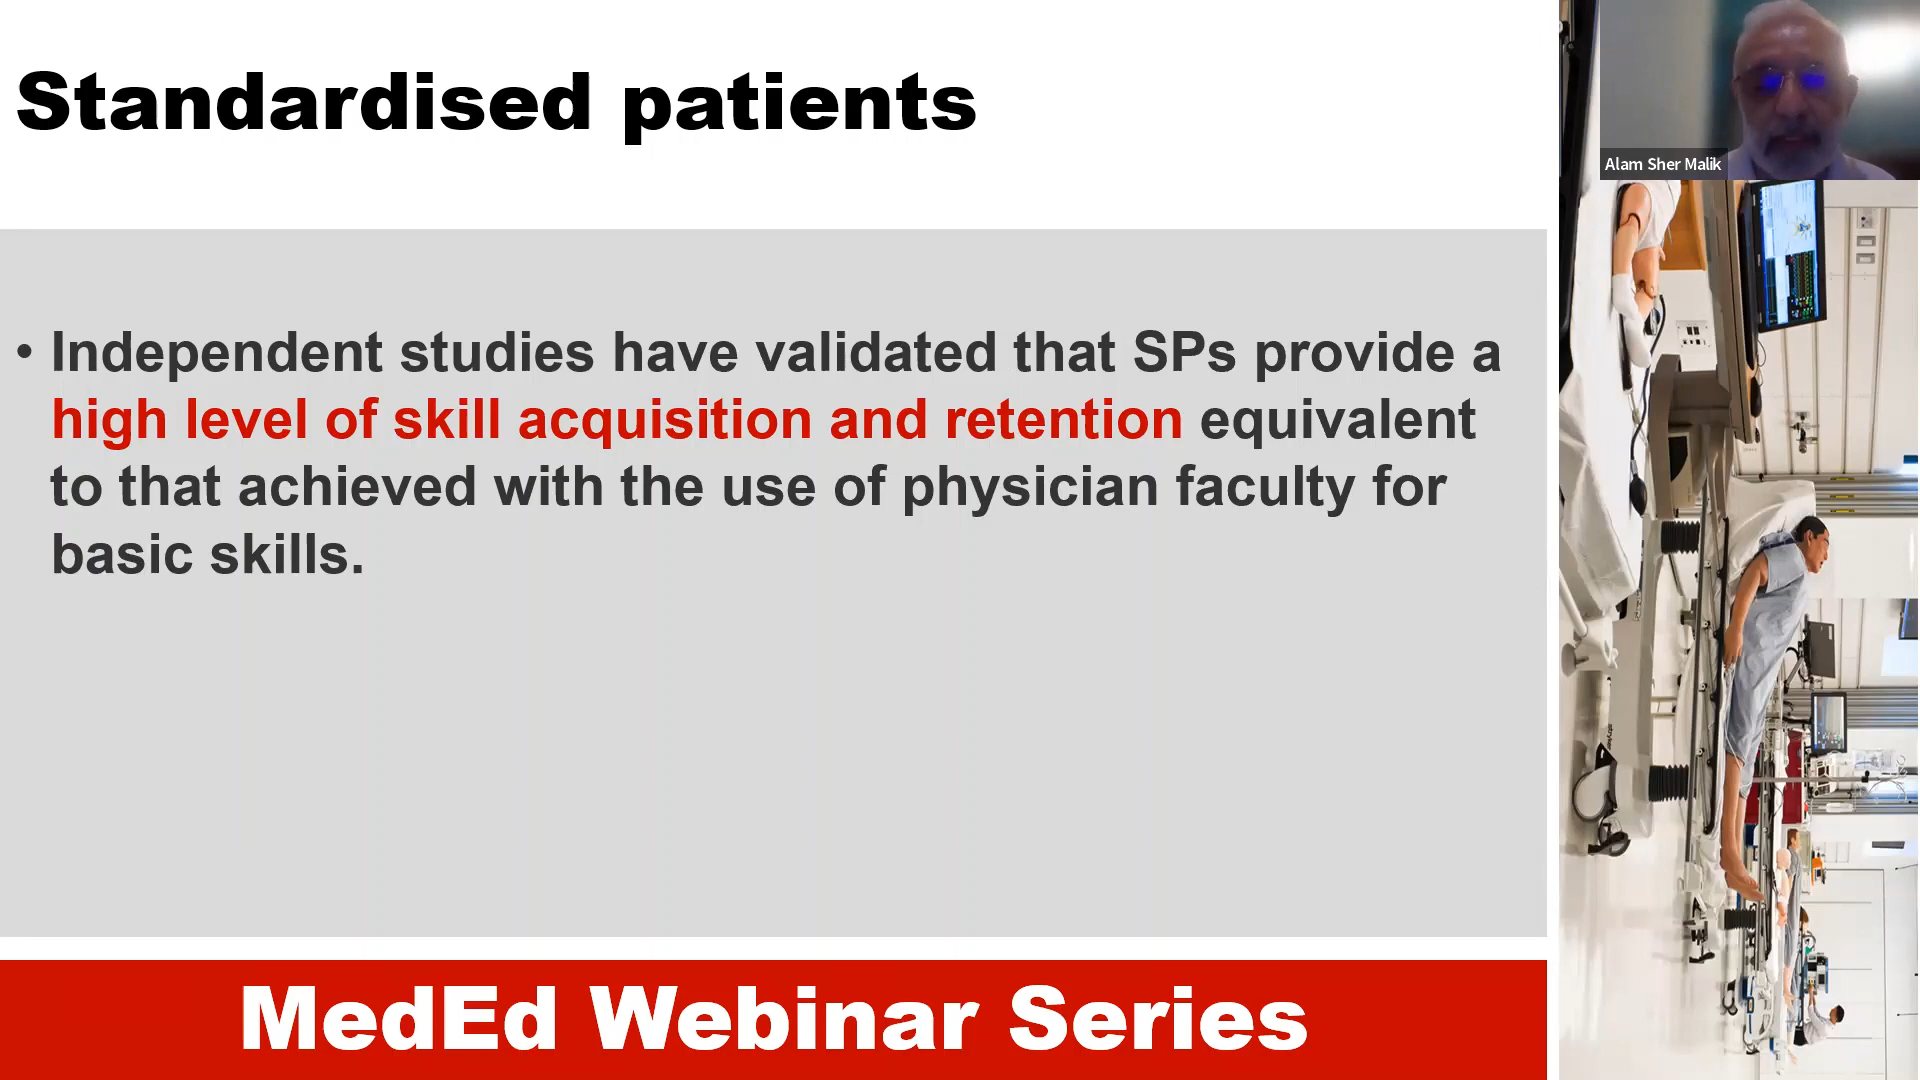 Standardised patients
• Independent studies have validated that SPs provide a
high level of skill acquisition and retention equivalent
to that achieved with the use of physician faculty for
basic skills.
MedEd Webinar Series
Alam Sher Malik